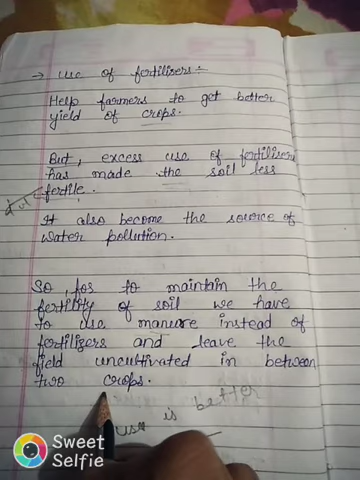 → use of fertilizers :-
Help farmers to get better
yield of crops.
But, excess use of fertilizers
has made the soil less
fertile.
It also become the source of
water pollution.
So, for to maintain the
fertility of soil we have
to use manure instead of
fertilizers and leave the
field uncultivated in between
two crops.
is better
use
Sweet
Selfie